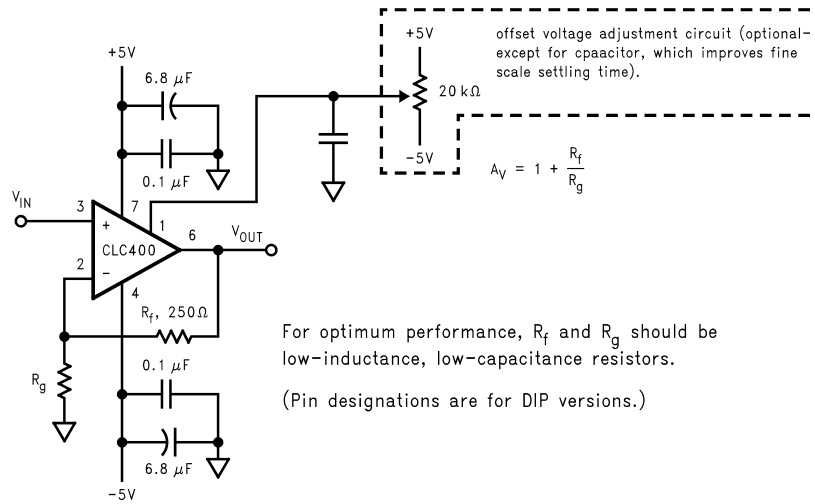 +5V
offset voltage adjustment circuit (optional-
+5V
except for cpaacitor, which improves fine
scale settling time).
6.8 μF
20 kΩ
-5V
0.1 μF
A_V = 1 + R_f / R_g
V_IN
3
7
1
+
6
V_OUT
CLC400
2
-
4
R_f, 250Ω
For optimum performance, R_f and R_g should be
low-inductance, low-capacitance resistors.
0.1 μF
R_g
(Pin designations are for DIP versions.)
6.8 μF
-5V